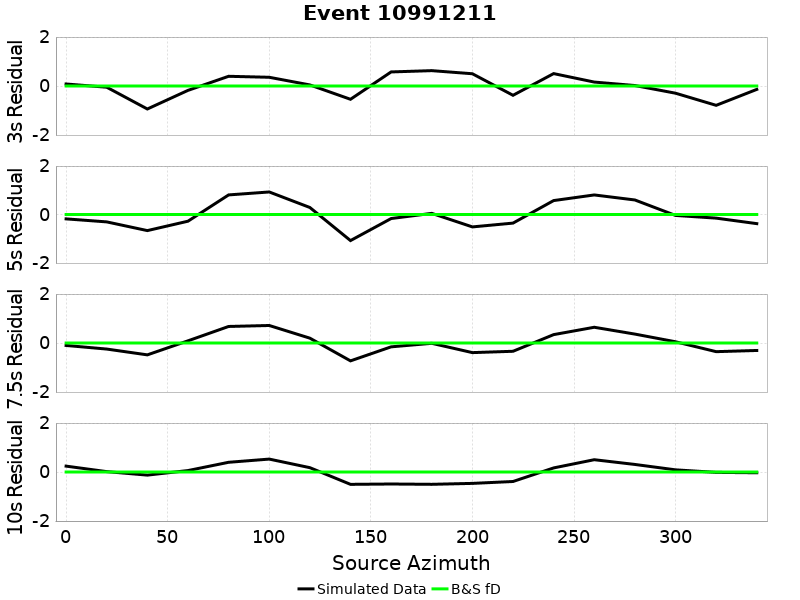 Event 10991211
3s Residual
2
0
-2
5s Residual
2
0
-2
7.5s Residual
2
0
-2
10s Residual
2
0
-2
0 50 100 150 200 250 300
Source Azimuth
Simulated Data B&S fD